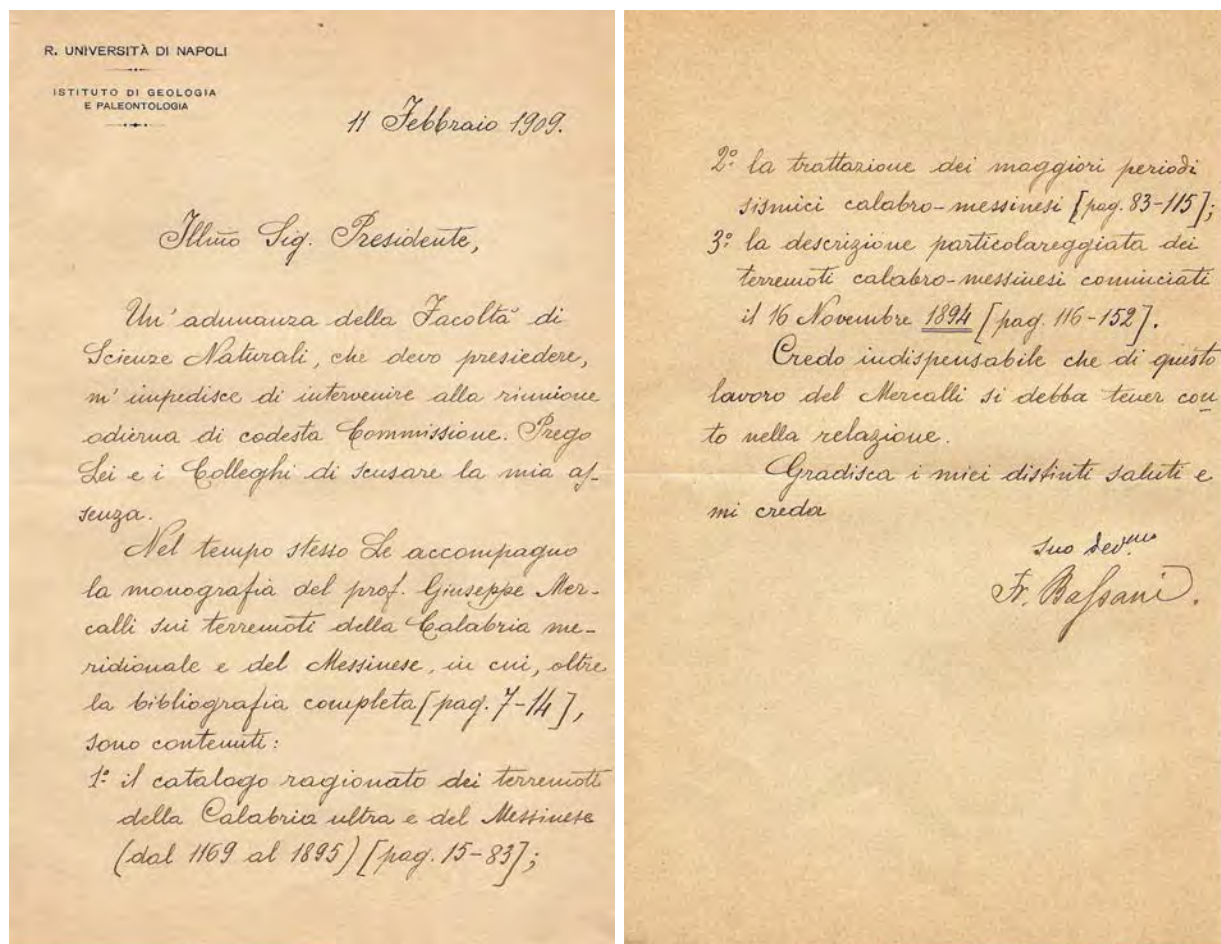 R. UNIVERSITÀ DI NAPOLI
ISTITUTO DI GEOLOGIA
E PALEONTOLOGIA
11 Febbraio 1909.
Illmo Sig. Presidente,
Un' adunanza della Facoltà di
Scienze Naturali, che devo presiedere,
m' impedisce di intervenire alla riunione
odierna di codesta Commissione. Prego
Lei e i Colleghi di scusare la mia as-
senza.
Nel tempo stesso Le accompagno
la monografia del prof. Giuseppe Mer-
calli sui terremoti della Calabria me-
ridionale e del Messinese, in cui, oltre
la bibliografia completa [pag. 7-14],
sono contenuti:
1º il catalogo ragionato dei terremoti
della Calabria ultra e del Messinese
(dal 1169 al 1895) [pag. 15-83];
2º la trattazione dei maggiori periodi
sismici calabro-messinesi [pag. 83-115];
3º la descrizione particolareggiata dei
terremoti calabro-messinesi cominciati
il 16 Novembre 1894 [pag. 116-152].
Credo indispensabile che di questo
lavoro del Mercalli si debba tener con
to nella relazione.
Gradisca i miei distinti saluti e
mi creda
suo dev.mo
Fr. Bassani.